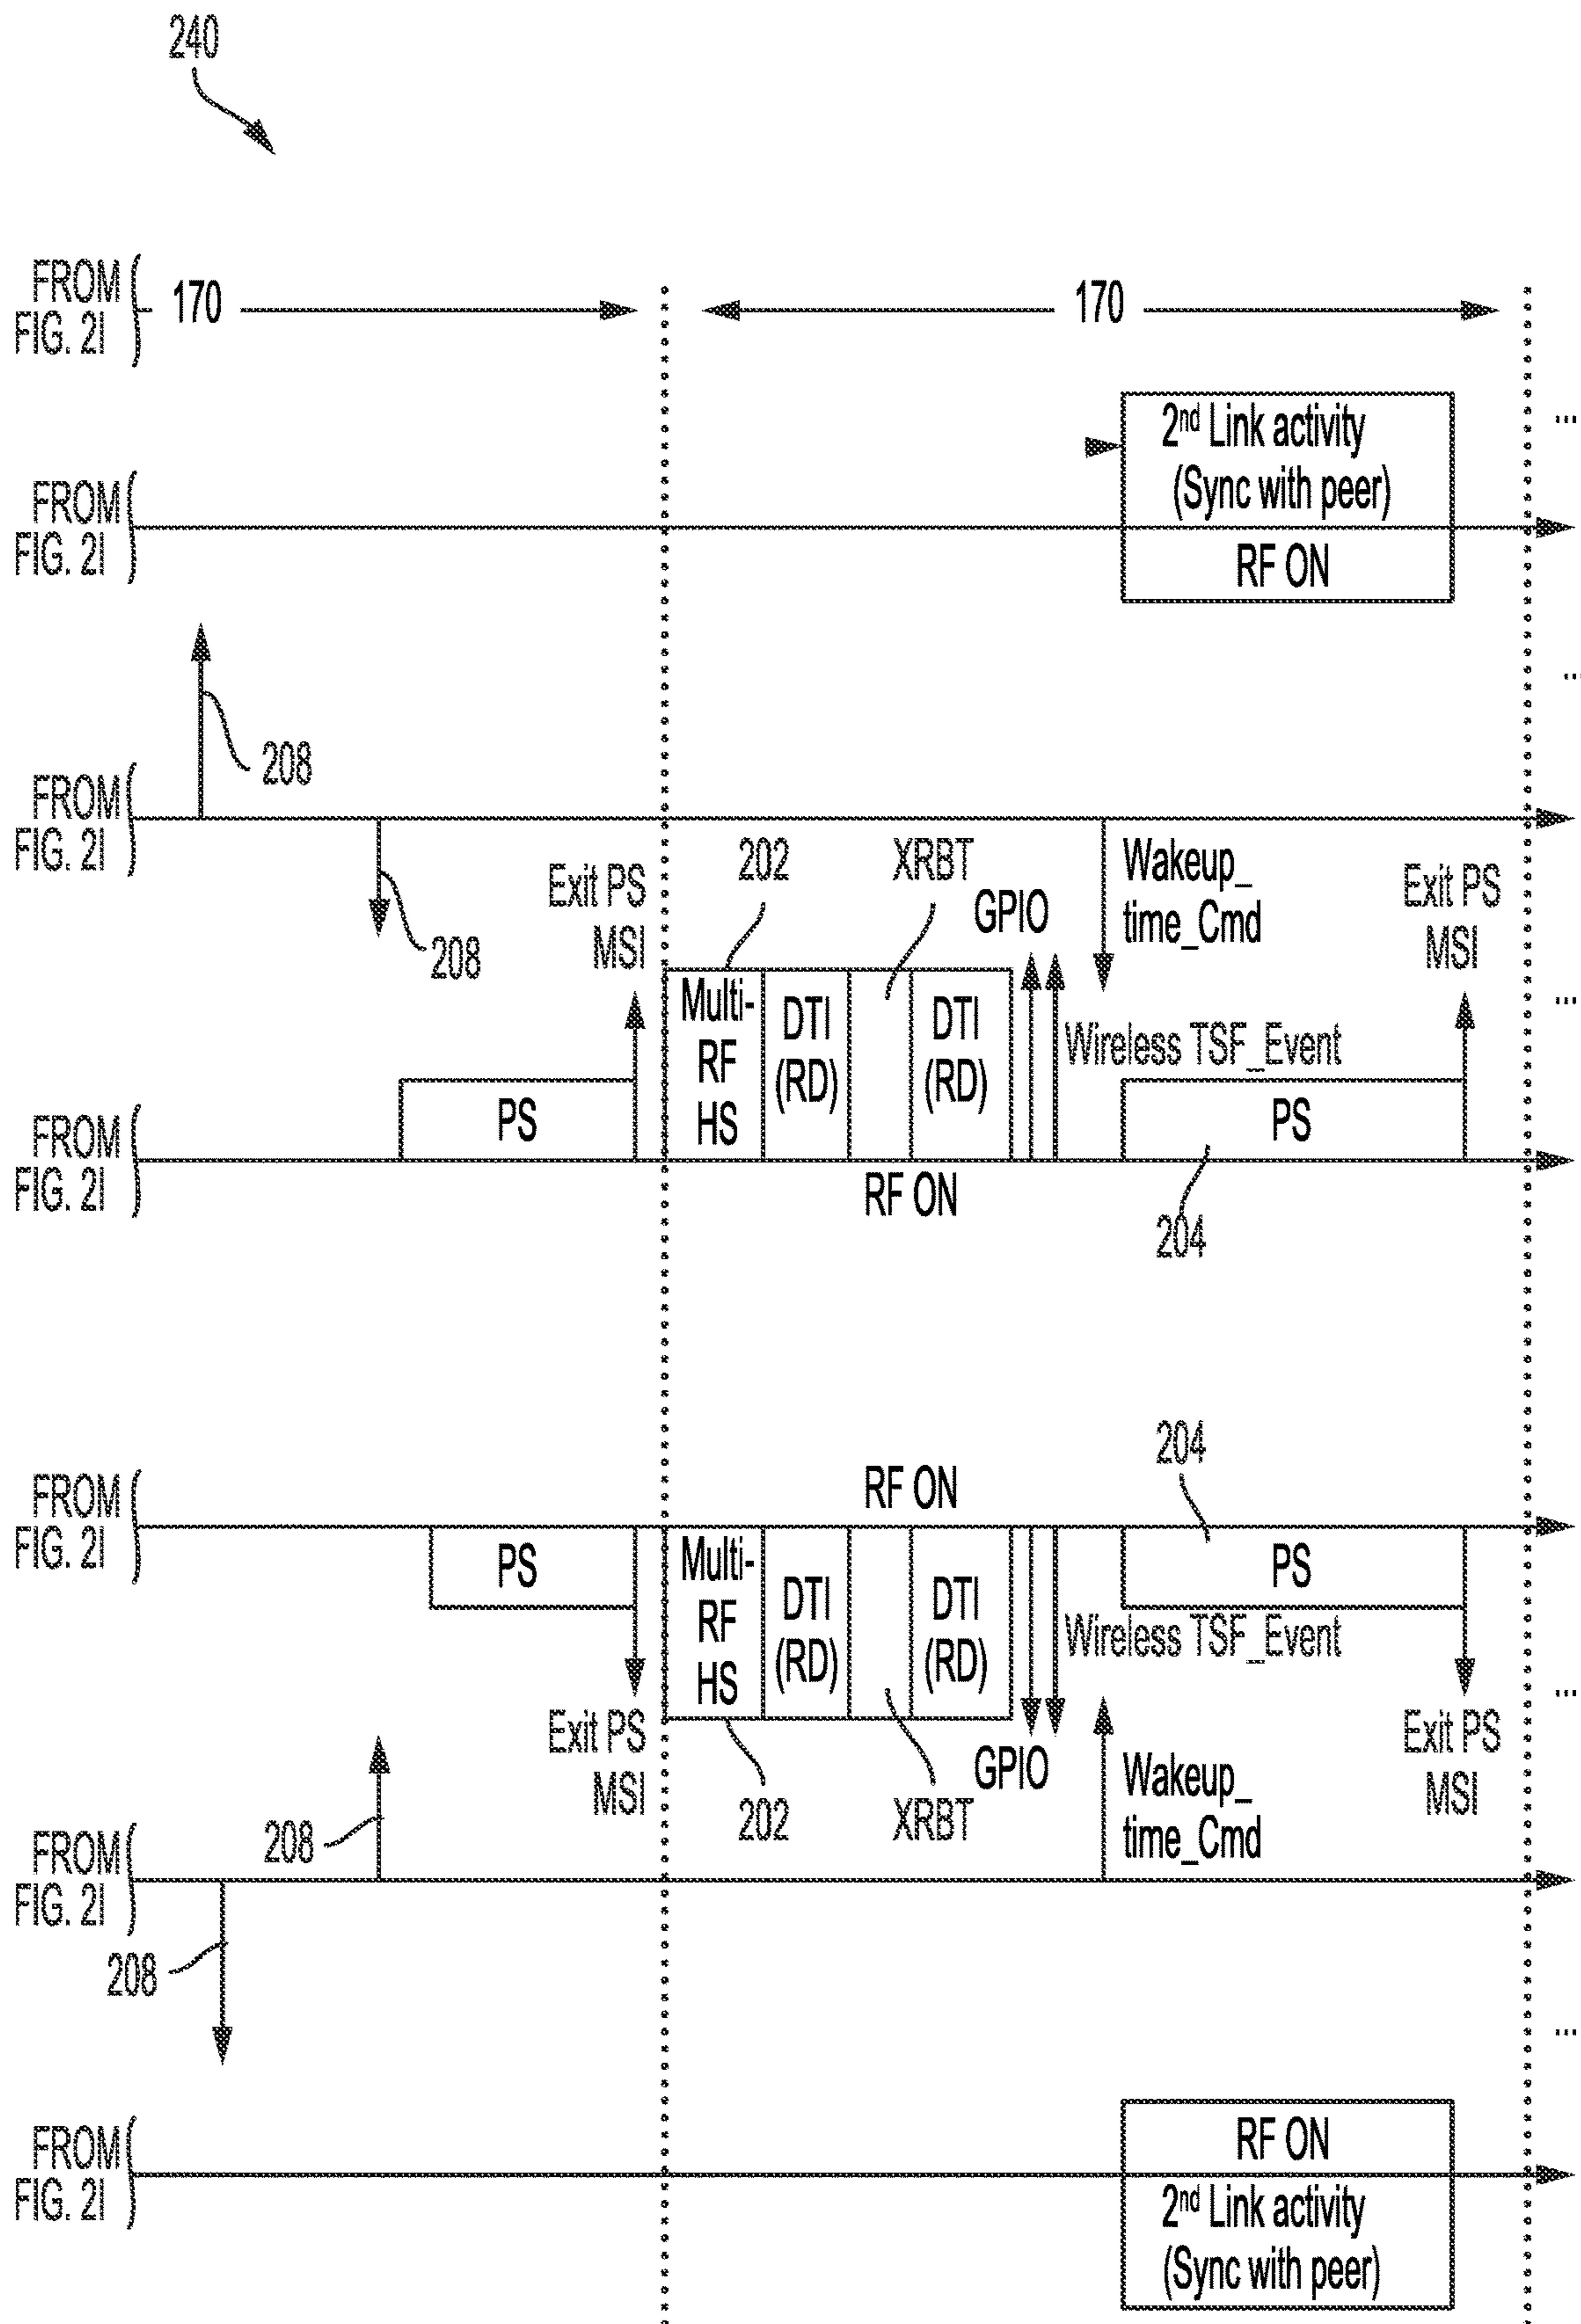 240
FROM
FIG. 2I
170
170
2nd Link activity
(Sync with peer)
RF ON
...
FROM
FIG. 2I
...
208
FROM
FIG. 2I
208
Exit PS
MSI
202
XRBT
GPIO
Wakeup_
time_Cmd
Exit PS
MSI
...
Multi-
RF
HS
DTI
(RD)
DTI
(RD)
Wireless TSF_Event
PS
PS
FROM
FIG. 2I
RF ON
204
204
RF ON
FROM
FIG. 2I
PS
Multi-
RF
HS
DTI
(RD)
DTI
(RD)
PS
Wireless TSF_Event
...
Exit PS
MSI
202
XRBT
GPIO
Wakeup_
time_Cmd
Exit PS
MSI
208
FROM
FIG. 2I
208
...
RF ON
FROM
FIG. 2I
2nd Link activity
(Sync with peer)